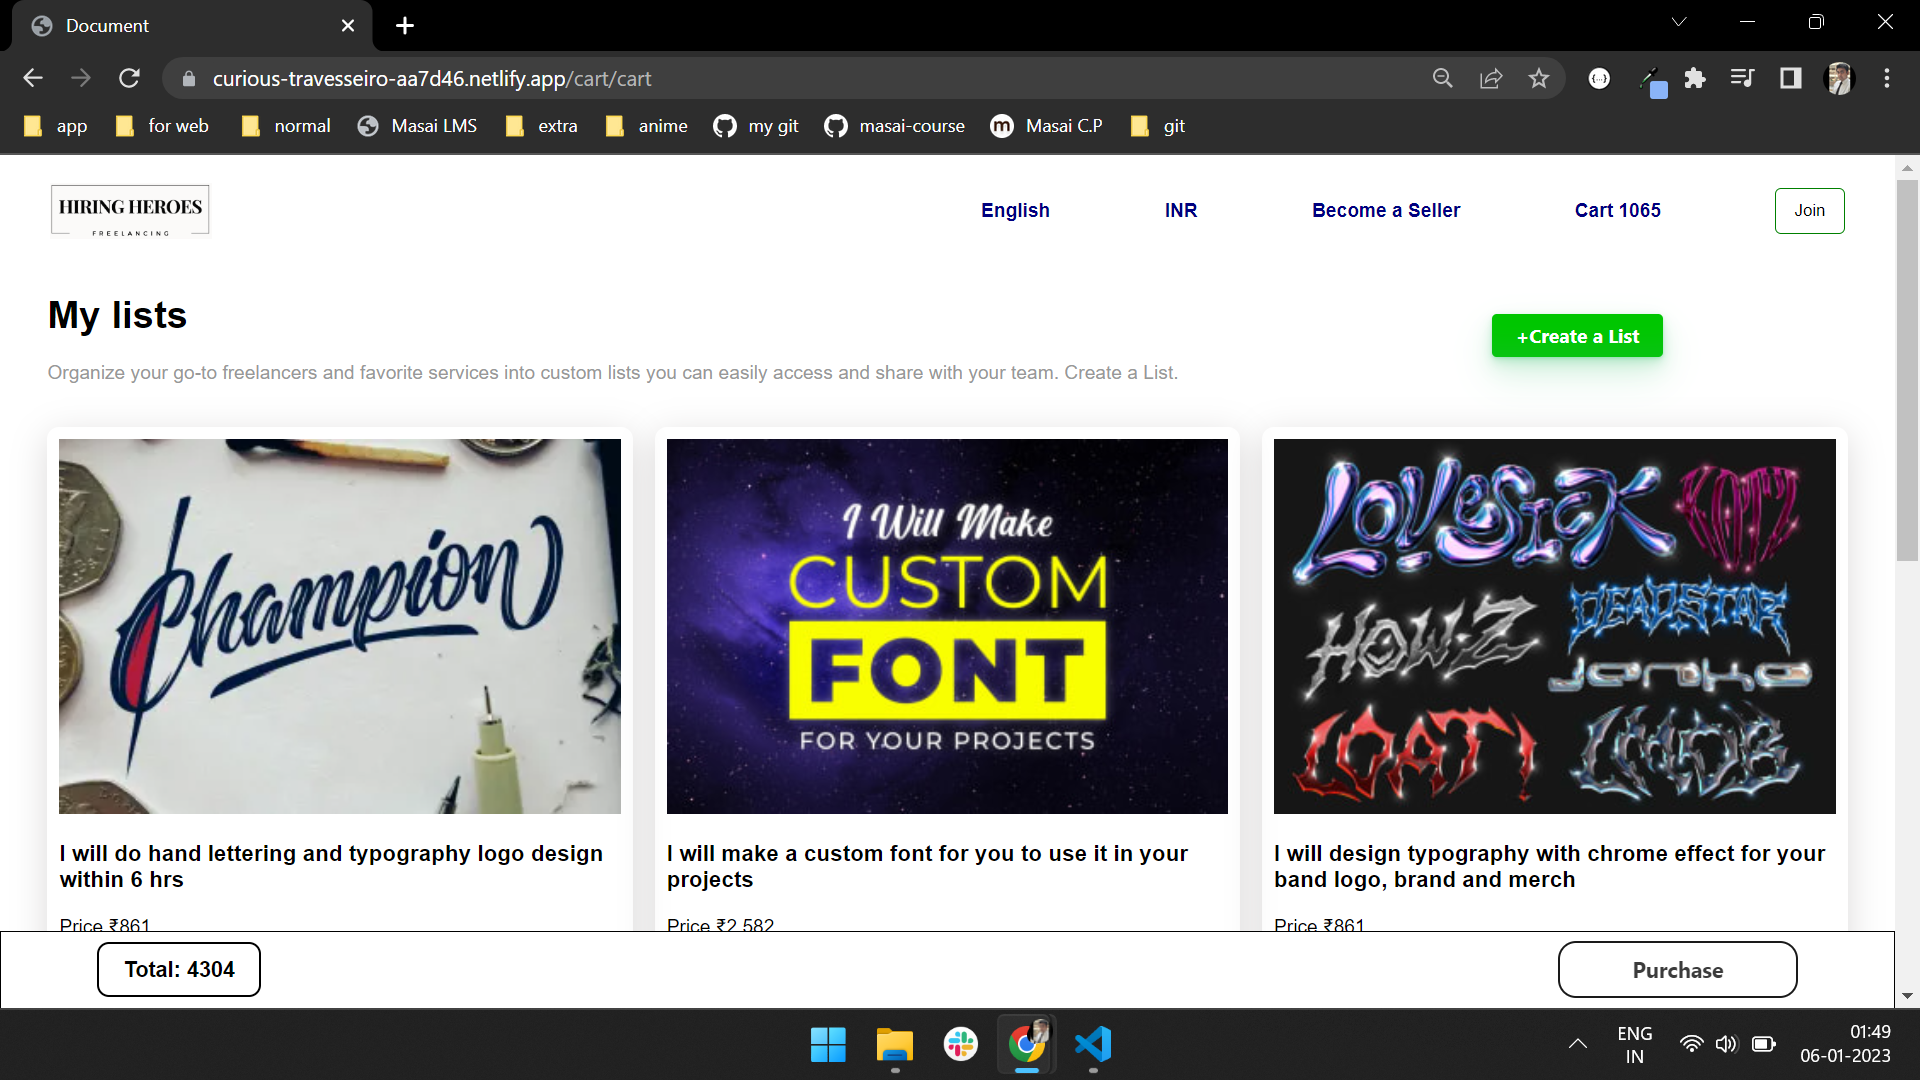 Document
curious-travesseiro-aa7d46.netlify.app/cart/cart
app for web normal Masai LMS extra anime my git masai-course Masai C.P git
HIRING HEROES
FREELANCING
English INR Become a Seller Cart 1065 Join
My lists
+Create a List
Organize your go-to freelancers and favorite services into custom lists you can easily access and share with your team. Create a List.
Champion
I Will Make
CUSTOM
FONT
FOR YOUR PROJECTS
LOVESICK
HOW-Z
DEADSTAR
I will do hand lettering and typography logo design
within 6 hrs
Price ₹861
I will make a custom font for you to use it in your
projects
Price ₹2,582
I will design typography with chrome effect for your
band logo, brand and merch
Price ₹861
Total: 4304
Purchase
ENG
IN
01:49
06-01-2023